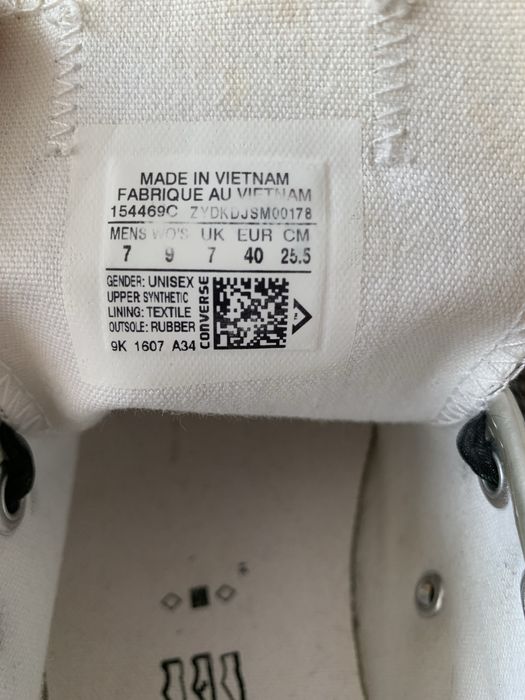 MADE IN VIETNAM
FABRIQUE AU VIETNAM
154469C ZYDKDJSM00178
MENS WO'S UK EUR CM
7 9 7 40 25.5
GENDER: UNISEX
UPPER: SYNTHETIC
LINING: TEXTILE
OUTSOLE: RUBBER
9K 1607 A34
CONVERSE